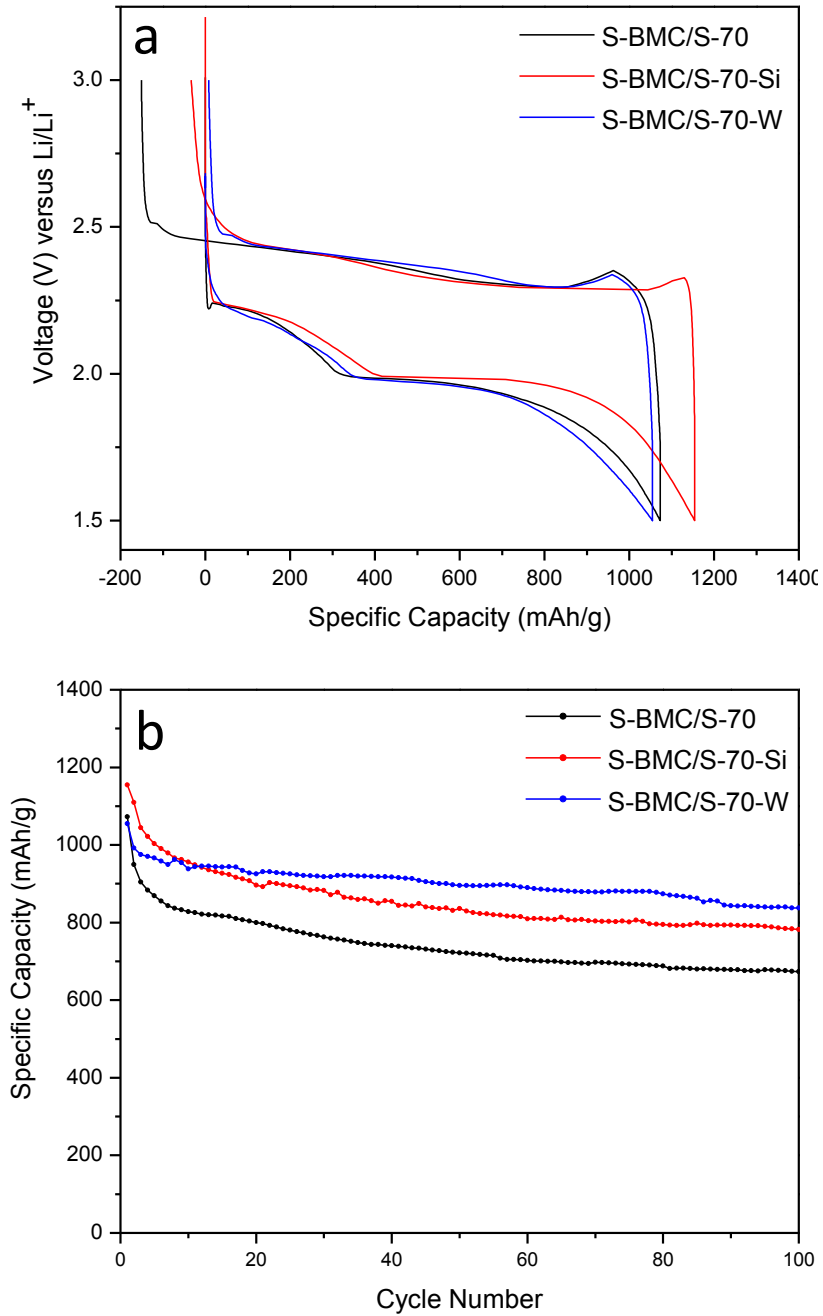 a
S-BMC/S-70
S-BMC/S-70-Si
S-BMC/S-70-W
Voltage (V) versus Li/Li+
3.0
2.5
2.0
1.5
-200 0 200 400 600 800 1000 1200 1400
Specific Capacity (mAh/g)
b
S-BMC/S-70
S-BMC/S-70-Si
S-BMC/S-70-W
Specific Capacity (mAh/g)
1400
1200
1000
800
600
400
200
0
0 20 40 60 80 100
Cycle Number